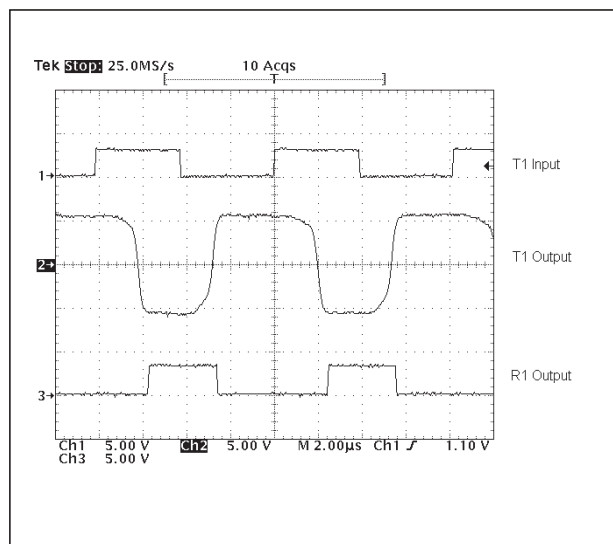 Tek Stop: 25.0MS/s 10 Acqs
T1 Input
T1 Output
R1 Output
1
2
3
Ch1 5.00 V Ch2 5.00 V M 2.00µs Ch1 1.10 V
Ch3 5.00 V